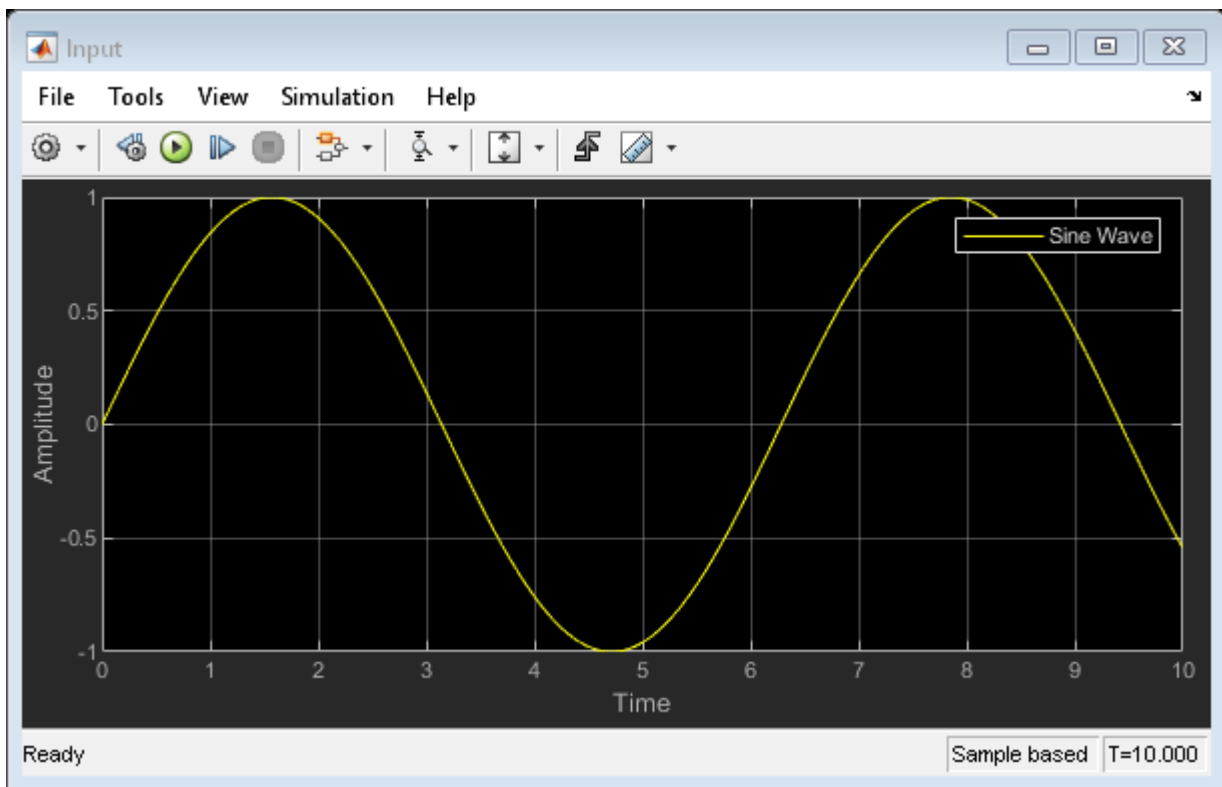 Input
File Tools View Simulation Help
1
Sine Wave
0.5
0
-0.5
-1
Amplitude
0 1 2 3 4 5 6 7 8 9 10
Time
Ready Sample based T=10.000